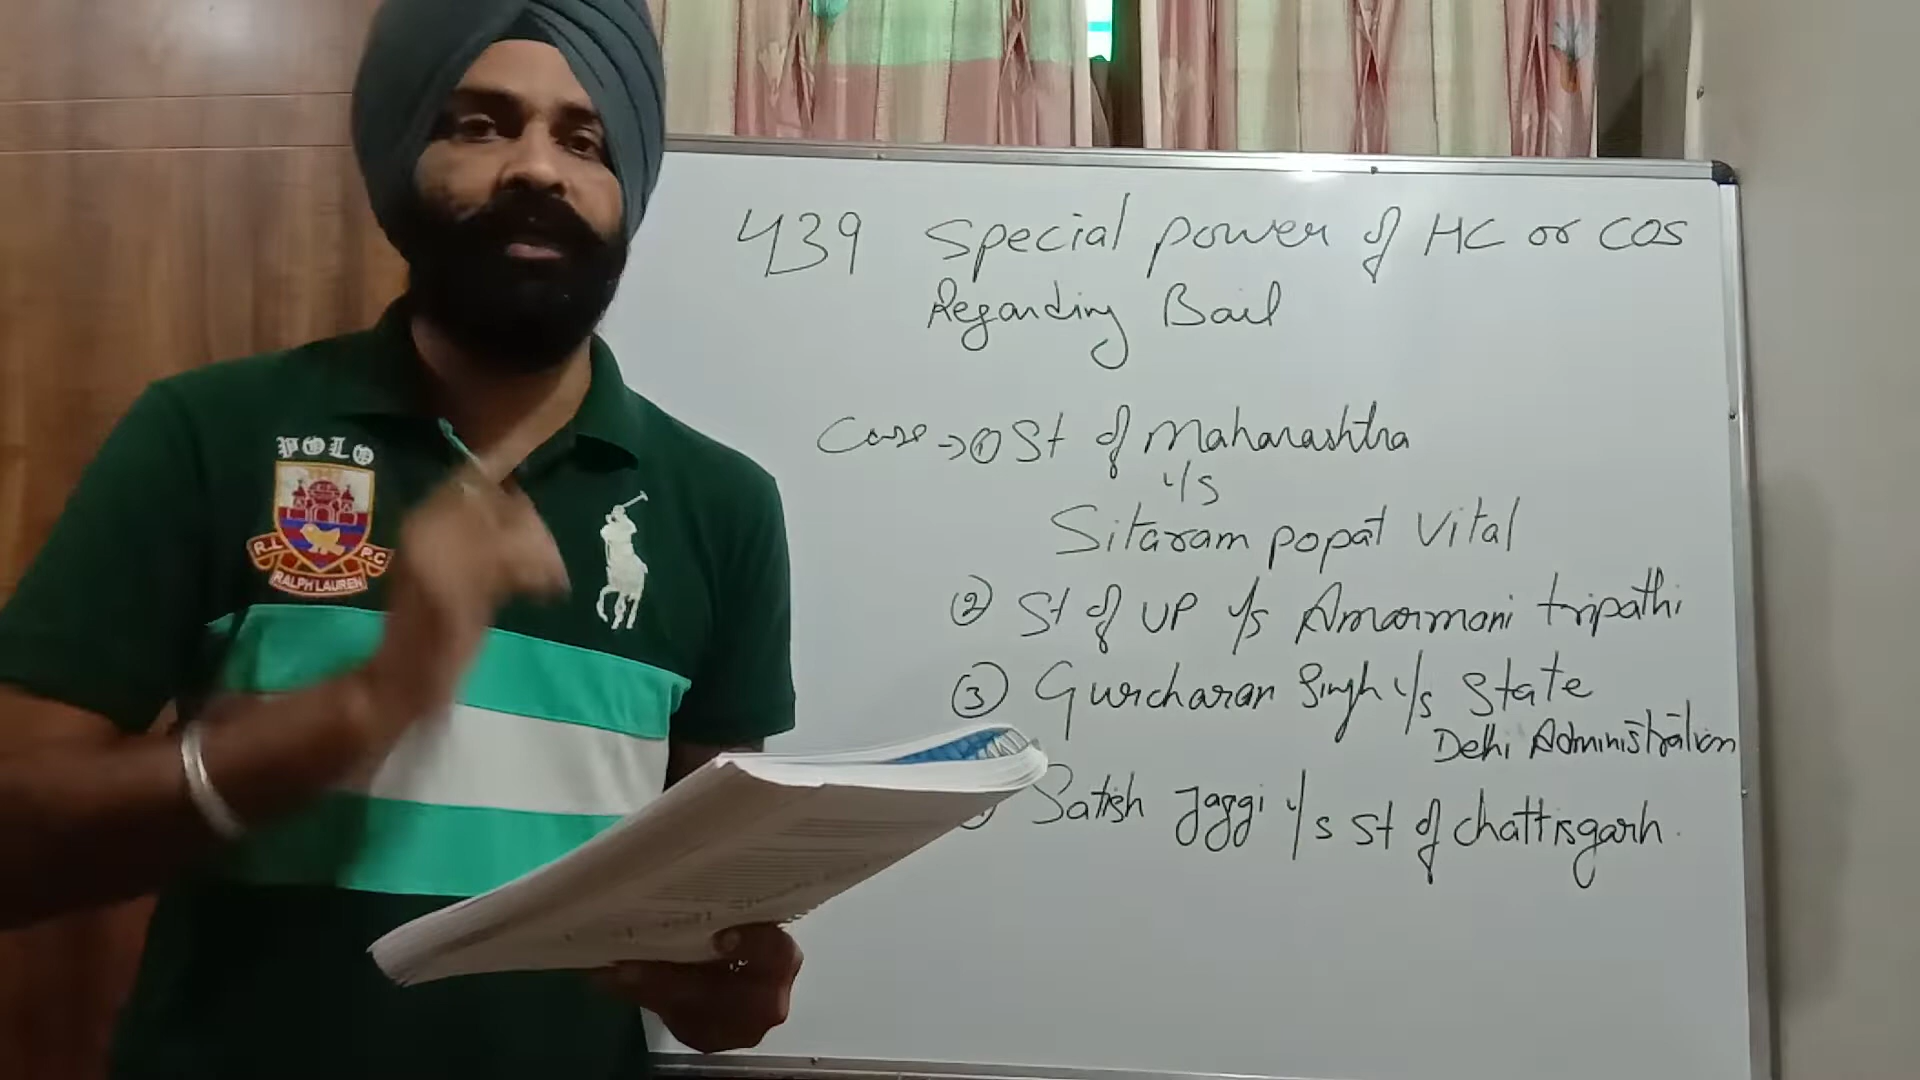 439 Special power of HC or COS
Regarding Bail
Case → ① St of Maharashtra
v/s
Sitaram popat Vital
② St of UP v/s Amarmani tripathi
③ Gurcharan Singh v/s State
Delhi Administration
Satish Jaggi v/s St of chattisgarh.
POLO
R.L. P.C.
RALPH LAUREN